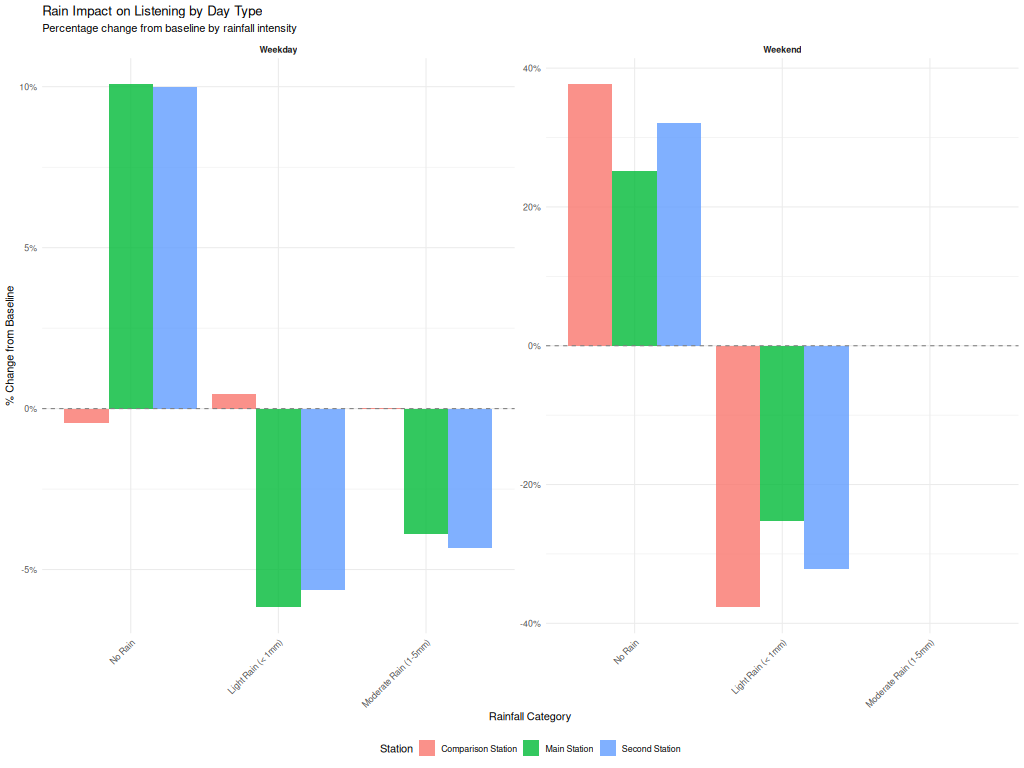 Rain Impact on Listening by Day Type
Percentage change from baseline by rainfall intensity
Weekday
Weekend
% Change from Baseline
10%
5%
0%
-5%
40%
20%
0%
-20%
-40%
No Rain
Light Rain (< 1mm)
Moderate Rain (1-5mm)
No Rain
Light Rain (< 1mm)
Moderate Rain (1-5mm)
Rainfall Category
Station
Comparison Station
Main Station
Second Station